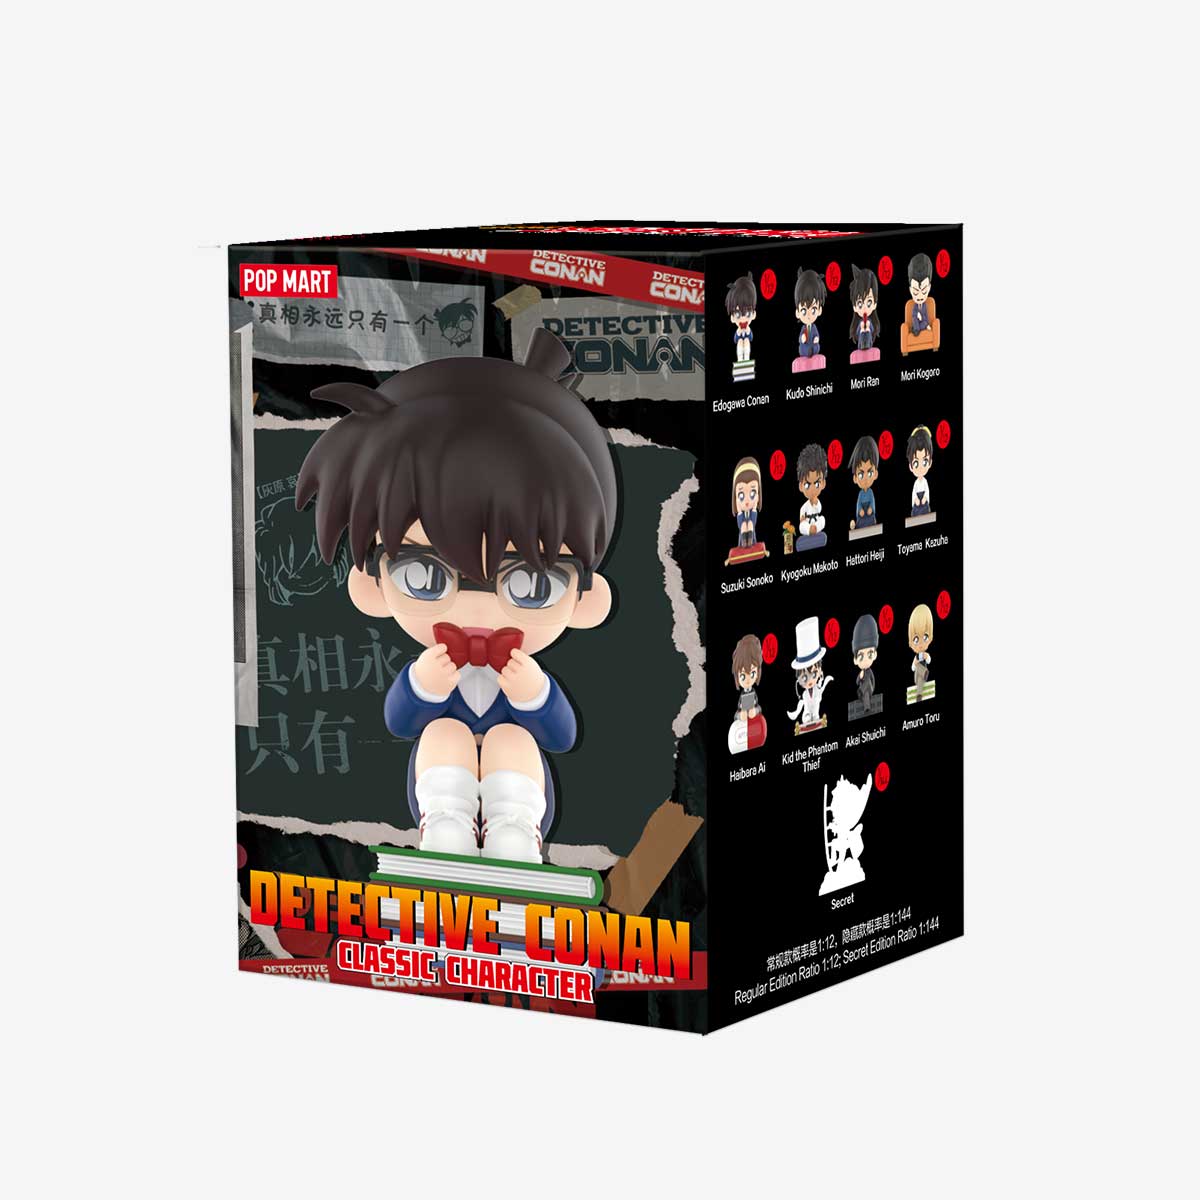 POP MART
DETECTIVE
CONAN
DETECTIVE
CONAN
真相永远只有一个
DETECTIVE
CONAN
【灰原
真相永
只有一
DETECTIVE CONAN
CLASSIC CHARACTER
DETECTIVE
CONAN
CONAN
CONAN
Edogawa Conan
Kudo Shinichi
Mori Ran
Mori Kogoro
Suzuki Sonoko
Kyogoku Makoto
Hattori Heiji
Toyama Kazuha
Haibara Ai
Kid the Phantom
Thief
Akai Shuichi
Amuro Toru
Secret
常规款概率是1:12，隐藏款概率是1:144
Regular Edition Ratio 1:12; Secret Edition Ratio 1:144